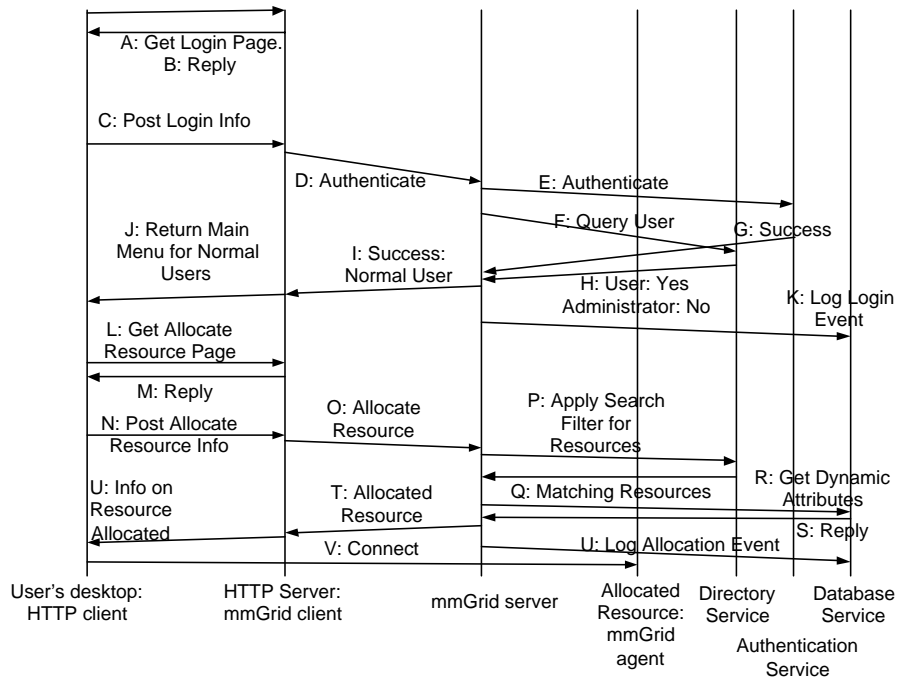 A: Get Login Page.
B: Reply
C: Post Login Info
D: Authenticate
E: Authenticate
F: Query User
G: Success
J: Return Main
Menu for Normal
Users
I: Success:
Normal User
H: User: Yes
Administrator: No
K: Log Login
Event
L: Get Allocate
Resource Page
M: Reply
N: Post Allocate
Resource Info
O: Allocate
Resource
P: Apply Search
Filter for
Resources
Q: Matching Resources
R: Get Dynamic
Attributes
S: Reply
T: Allocated
Resource
U: Info on
Resource
Allocated
V: Connect
U: Log Allocation Event
User's desktop:
HTTP client
HTTP Server:
mmGrid client
mmGrid server
Allocated
Resource:
mmGrid
agent
Directory
Service
Authentication
Service
Database
Service